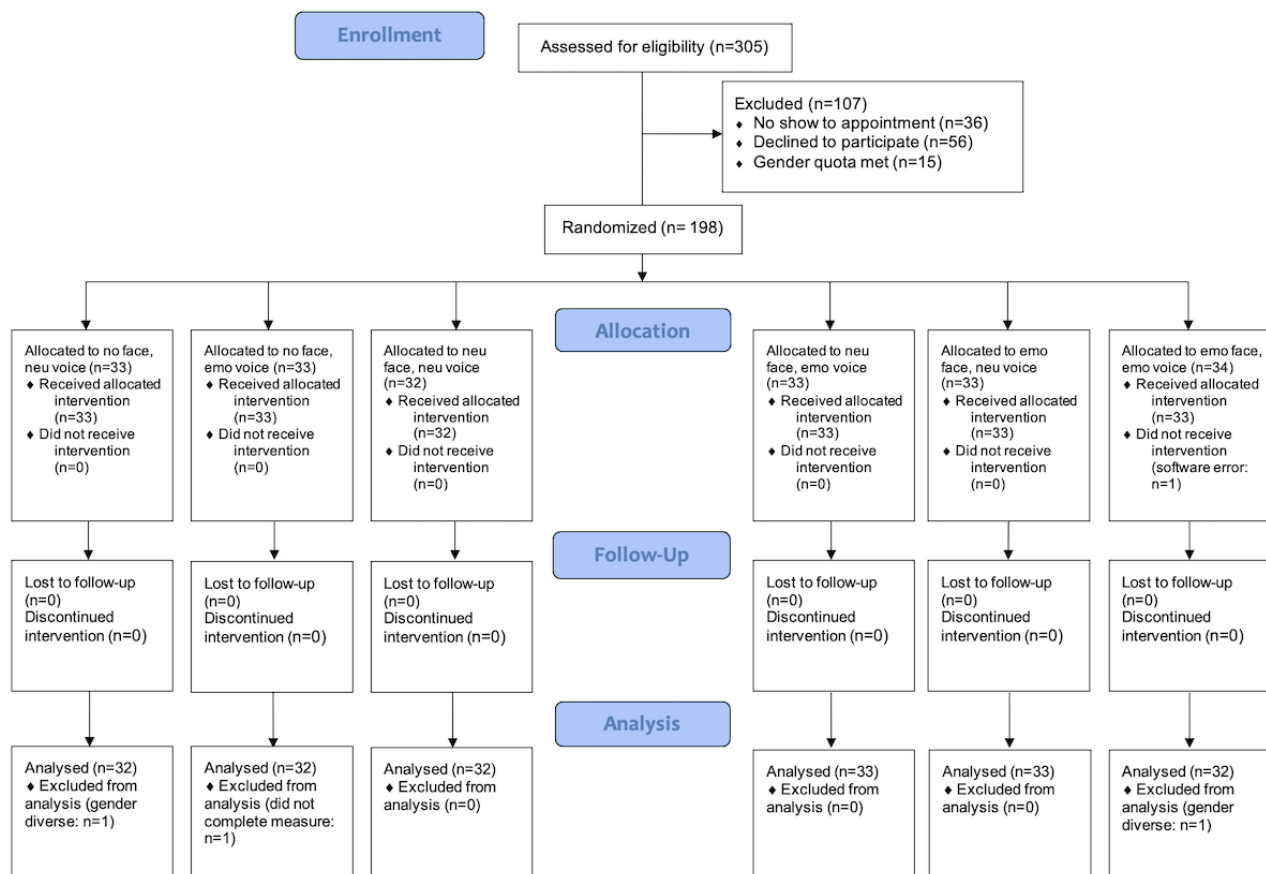 Enrollment
Assessed for eligibility (n=305)
Excluded (n=107)
♦ No show to appointment (n=36)
♦ Declined to participate (n=56)
♦ Gender quota met (n=15)
Randomized (n= 198)
Allocation
Allocated to no face,
neu voice (n=33)
♦ Received allocated
intervention
(n=33)
♦ Did not receive
intervention
(n=0)
Allocated to no face,
emo voice (n=33)
♦ Received allocated
intervention
(n=33)
♦ Did not receive
intervention
(n=0)
Allocated to neu
face, neu voice
(n=32)
♦ Received allocated
intervention
(n=32)
♦ Did not receive
intervention
(n=0)
Allocated to neu
face, emo voice
(n=33)
♦ Received allocated
intervention
(n=33)
♦ Did not receive
intervention
(n=0)
Allocated to emo
face, neu voice
(n=33)
♦ Received allocated
intervention
(n=33)
♦ Did not receive
intervention
(n=0)
Allocated to emo face,
emo voice (n=34)
♦ Received allocated
intervention
(n=33)
♦ Did not receive
intervention
(software error:
n=1)
Follow-Up
Lost to follow-up
(n=0)
Discontinued
intervention (n=0)
Lost to follow-up
(n=0)
Discontinued
intervention (n=0)
Lost to follow-up
(n=0)
Discontinued
intervention (n=0)
Lost to follow-up
(n=0)
Discontinued
intervention (n=0)
Lost to follow-up
(n=0)
Discontinued
intervention (n=0)
Lost to follow-up
(n=0)
Discontinued
intervention (n=0)
Analysis
Analysed (n=32)
♦ Excluded from
analysis (gender
diverse: n=1)
Analysed (n=32)
♦ Excluded from
analysis (did not
complete measure:
n=1)
Analysed (n=32)
♦ Excluded from
analysis (n=0)
Analysed (n=33)
♦ Excluded from
analysis (n=0)
Analysed (n=33)
♦ Excluded from
analysis (n=0)
Analysed (n=32)
♦ Excluded from
analysis (gender
diverse: n=1)